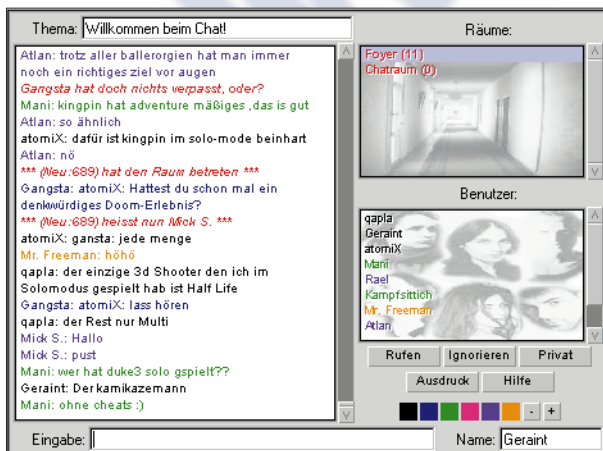 Thema: Willkommen beim Chat!
Atlan: trotz aller ballerorgien hat man immer
noch ein richtiges ziel vor augen
Gangsta hat doch nichts verpasst, oder?
Mani: kingpin hat adventure mäßiges ,das is gut
Atlan: so ähnlich
atomiX: dafür ist kingpin im solo-mode beinhart
Atlan: nö
*** (Neu:689) hat den Raum betreten ***
Gangsta: atomiX: Hattest du schon mal ein
denkwürdiges Doom-Erlebnis?
*** (Neu:689) heisst nun Mick S. ***
atomiX: gansta: jede menge
Mr. Freeman: höhö
qapla: der einzige 3d Shooter den ich im
Solomodus gespielt hab ist Half Life
Gangsta: atomiX: lass hören
qapla: der Rest nur Multi
Mick S.: Hallo
Mick S.: pust
Mani: wer hat duke3 solo gspielt??
Geraint: Der kamikazemann
Mani: ohne cheats :)
Eingabe:
Räume:
Foyer (11)
Chatraum (0)
Benutzer:
qapla
Geraint
atomiX
Mani
Rael
Kampfsittich
Mr. Freeman
Atlan
Rufen Ignorieren Privat
Ausdruck Hilfe
- +
Name: Geraint